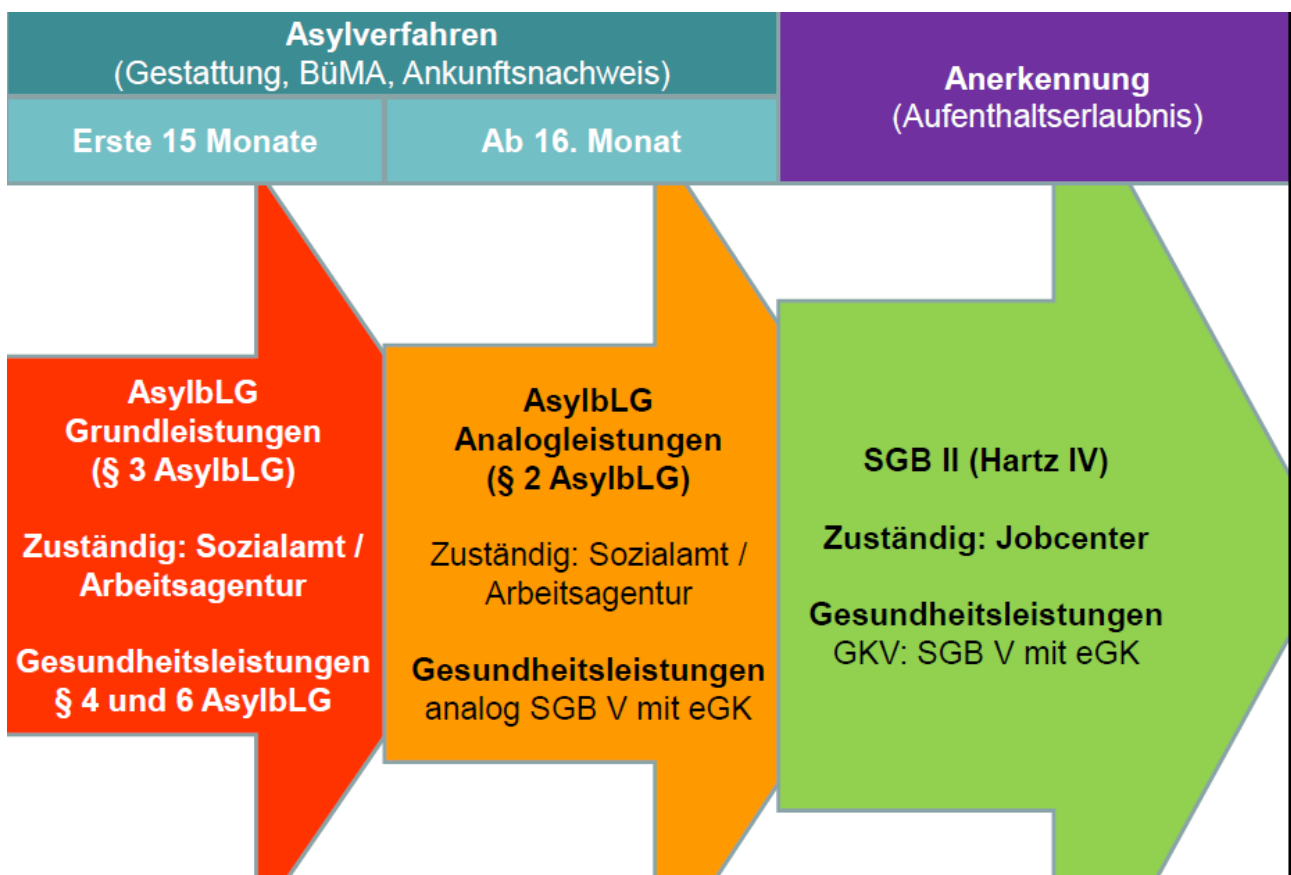 Asylverfahren
(Gestattung, BüMA, Ankunftsnachweis)
Anerkennung
(Aufenthaltserlaubnis)
Erste 15 Monate
Ab 16. Monat
AsylbLG
Grundleistungen
(§ 3 AsylbLG)
Zuständig: Sozialamt /
Arbeitsagentur
Gesundheitsleistungen
§ 4 und 6 AsylbLG
AsylbLG
Analogleistungen
(§ 2 AsylbLG)
Zuständig: Sozialamt /
Arbeitsagentur
Gesundheitsleistungen
analog SGB V mit eGK
SGB II (Hartz IV)
Zuständig: Jobcenter
Gesundheitsleistungen
GKV: SGB V mit eGK